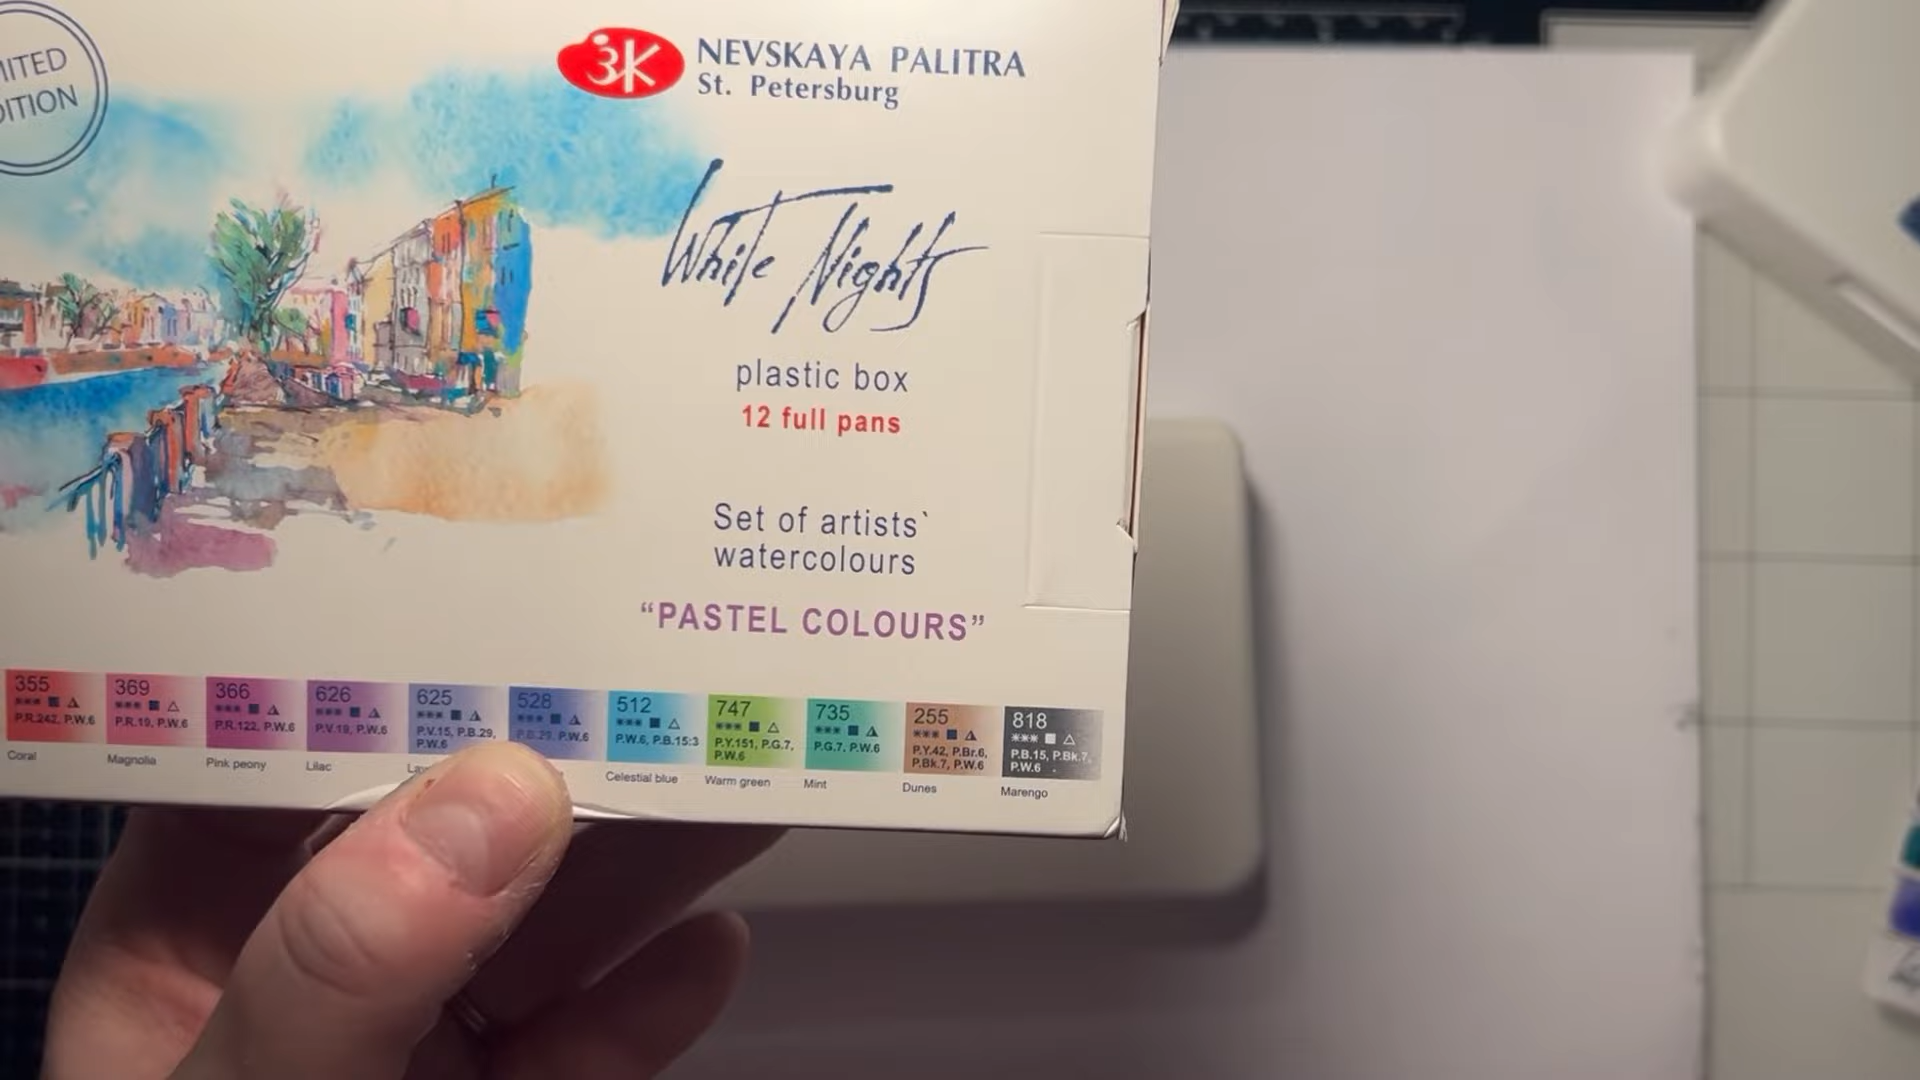 MITED
DITION
ЗК
NEVSKAYA PALITRA
St. Petersburg
White Nights
plastic box
12 full pans
Set of artists`
watercolours
“PASTEL COLOURS”
355
P.R.242, P.W.6
Coral
369
P.R.19, P.W.6
Magnolia
366
P.R.122, P.W.6
Pink peony
626
P.V.19, P.W.6
Lilac
625
P.V.15, P.B.29,
P.W.6
528
P.B.29, P.W.6
512
P.W.6, P.B.15:3
Celestial blue
747
P.Y.151, P.G.7,
P.W.6
Warm green
735
P.G.7, P.W.6
Mint
255
P.Y.42, P.Br.6,
P.Bk.7, P.W.6
Dunes
818
P.B.15, P.Bk.7,
P.W.6
Marengo